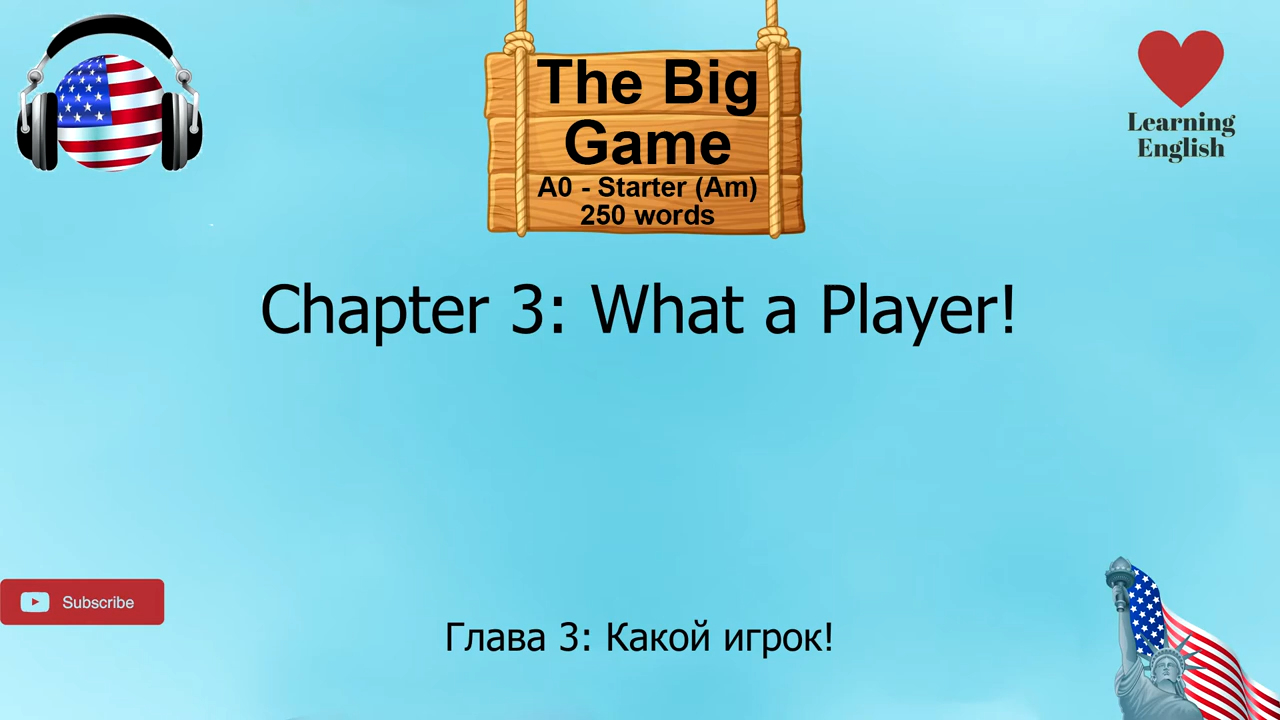 The Big
Game
A0 - Starter (Am)
250 words
Learning
English
Chapter 3: What a Player!
Subscribe
Глава 3: Какой игрок!